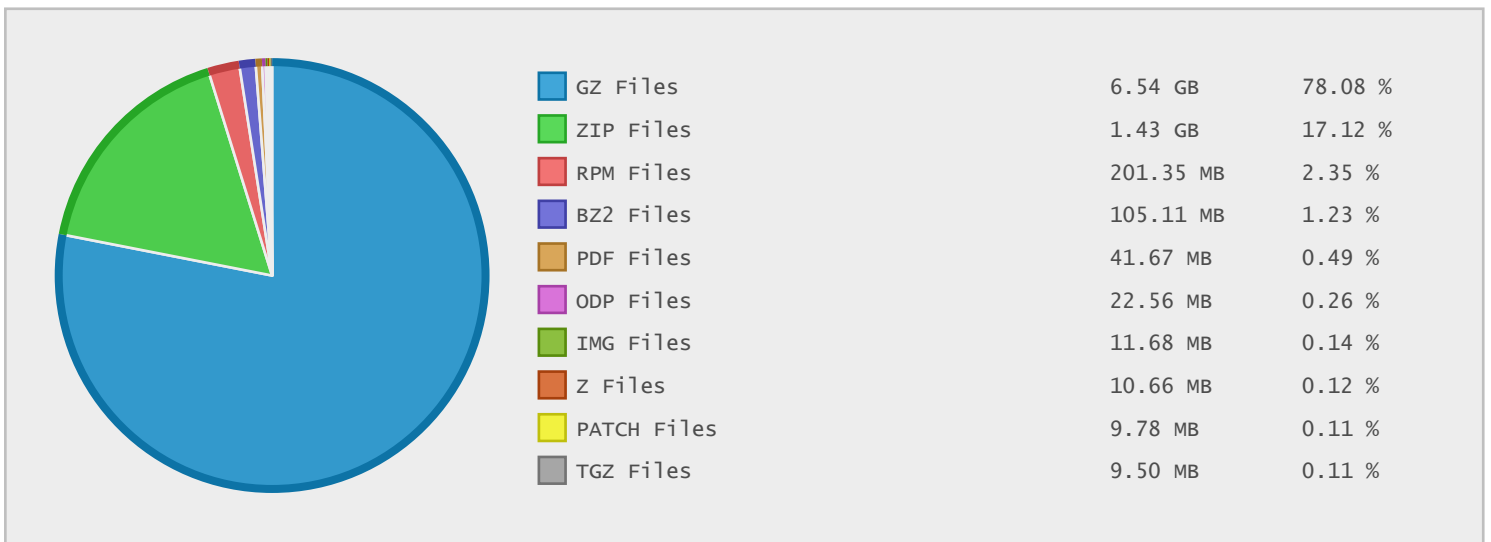 GZ Files 6.54 GB 78.08 %
ZIP Files 1.43 GB 17.12 %
RPM Files 201.35 MB 2.35 %
BZ2 Files 105.11 MB 1.23 %
PDF Files 41.67 MB 0.49 %
ODP Files 22.56 MB 0.26 %
IMG Files 11.68 MB 0.14 %
Z Files 10.66 MB 0.12 %
PATCH Files 9.78 MB 0.11 %
TGZ Files 9.50 MB 0.11 %